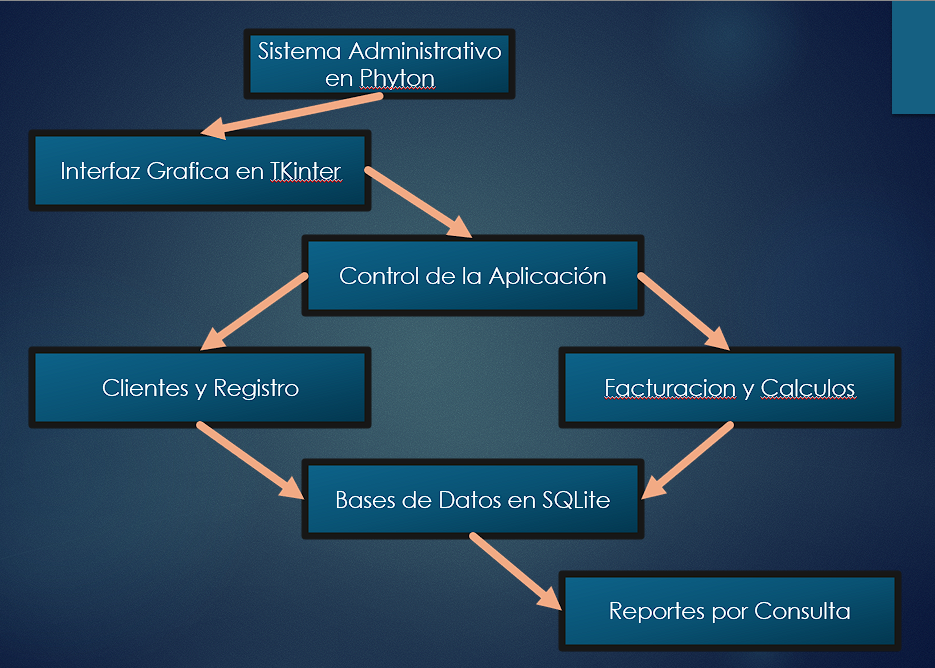 Sistema Administrativo
en Phyton
Interfaz Grafica en TKinter
Control de la Aplicación
Clientes y Registro
Facturacion y Calculos
Bases de Datos en SQLite
Reportes por Consulta